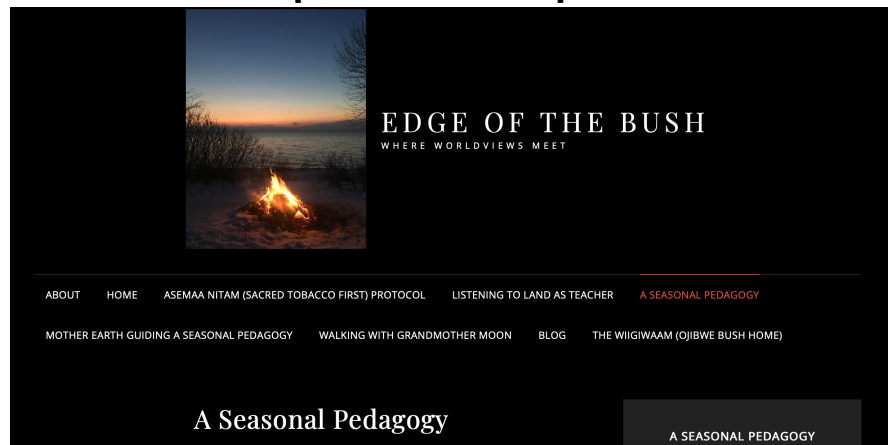 EDGE OF THE BUSH
WHERE WORLDVIEWS MEET
ABOUT HOME ASEMAA NITAM (SACRED TOBACCO FIRST) PROTOCOL LISTENING TO LAND AS TEACHER A SEASONAL PEDAGOGY
MOTHER EARTH GUIDING A SEASONAL PEDAGOGY WALKING WITH GRANDMOTHER MOON BLOG THE WIIGIWAAM (OJIBWE BUSH HOME)
A Seasonal Pedagogy
A SEASONAL PEDAGOGY